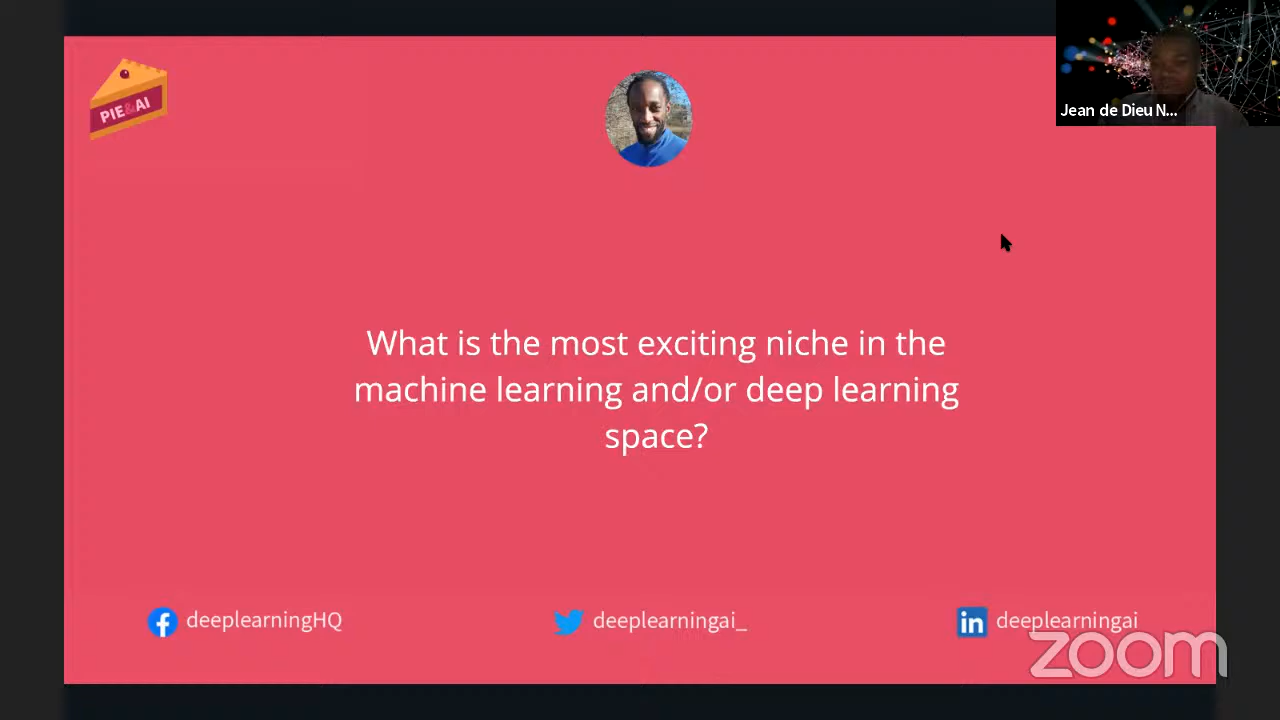 PIE&AI
Jean de Dieu N...
What is the most exciting niche in the
machine learning and/or deep learning
space?
deeplearningHQ
deeplearningai_
deeplearningai
zoom